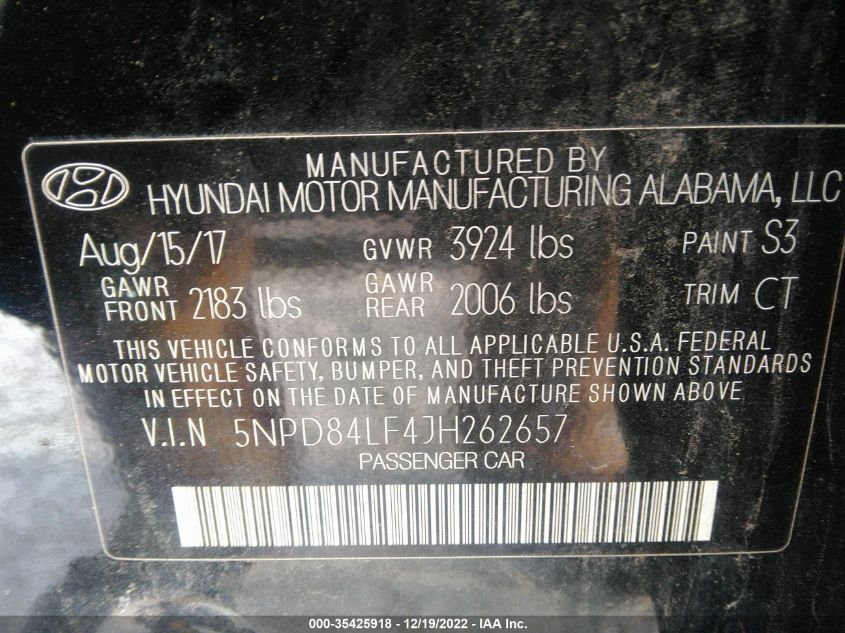 MANUFACTURED BY
HYUNDAI MOTOR MANUFACTURING ALABAMA, LLC
Aug/15/17 GVWR 3924 lbs PAINT S3
GAWR FRONT 2183 lbs GAWR REAR 2006 lbs TRIM CT
THIS VEHICLE CONFORMS TO ALL APPLICABLE U.S.A. FEDERAL
MOTOR VEHICLE SAFETY, BUMPER, AND THEFT PREVENTION STANDARDS
IN EFFECT ON THE DATE OF MANUFACTURE SHOWN ABOVE
V.I.N 5NPD84LF4JH262657
PASSENGER CAR
000-35425918 - 12/19/2022 - IAA Inc.